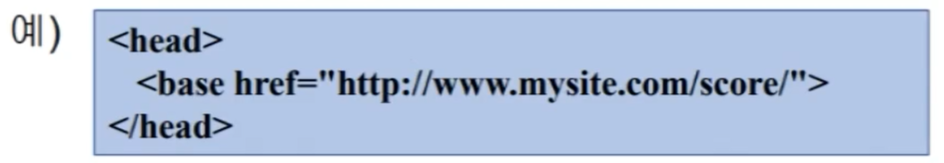 예)
<head>
<base href="http://www.mysite.com/score/">
</head>